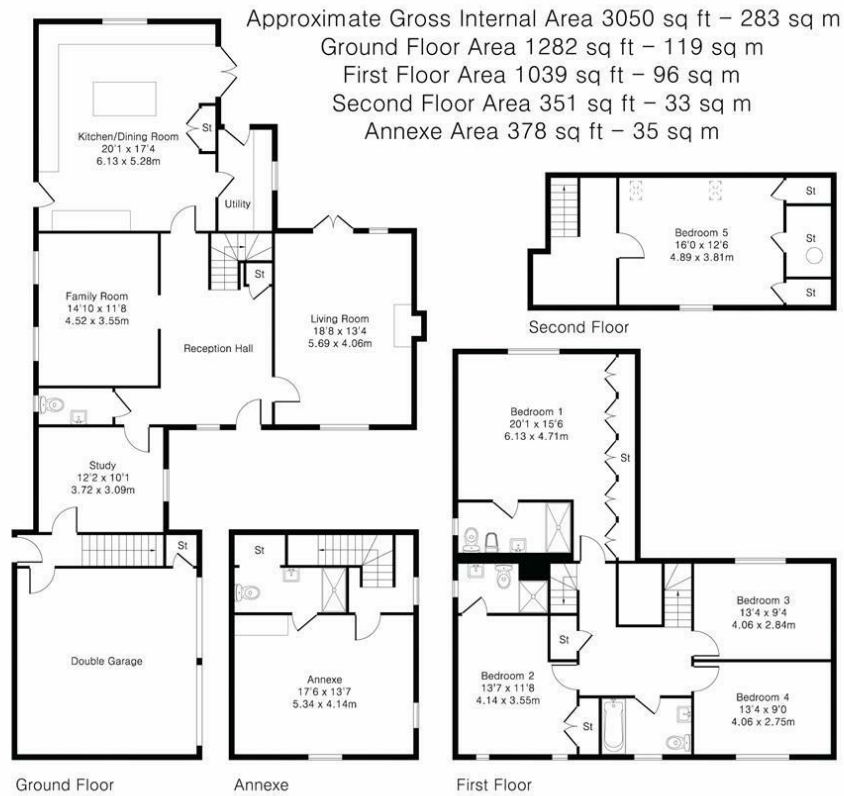 Approximate Gross Internal Area 3050 sq ft – 283 sq m
Ground Floor Area 1282 sq ft – 119 sq m
First Floor Area 1039 sq ft – 96 sq m
Second Floor Area 351 sq ft – 33 sq m
Annexe Area 378 sq ft – 35 sq m
Kitchen/Dining Room
20'1 x 17'4
6.13 x 5.28m
St
Utility
Family Room
14'10 x 11'8
4.52 x 3.55m
St
Reception Hall
Living Room
18'8 x 13'4
5.69 x 4.06m
Study
12'2 x 10'1
3.72 x 3.09m
St
Double Garage
Ground Floor
St
Annexe
17'6 x 13'7
5.34 x 4.14m
Annexe
Bedroom 5
16'0 x 12'6
4.89 x 3.81m
St
St
St
Second Floor
Bedroom 1
20'1 x 15'6
6.13 x 4.71m
St
Bedroom 3
13'4 x 9'4
4.06 x 2.84m
St
Bedroom 2
13'7 x 11'8
4.14 x 3.55m
Bedroom 4
13'4 x 9'0
4.06 x 2.75m
St
First Floor